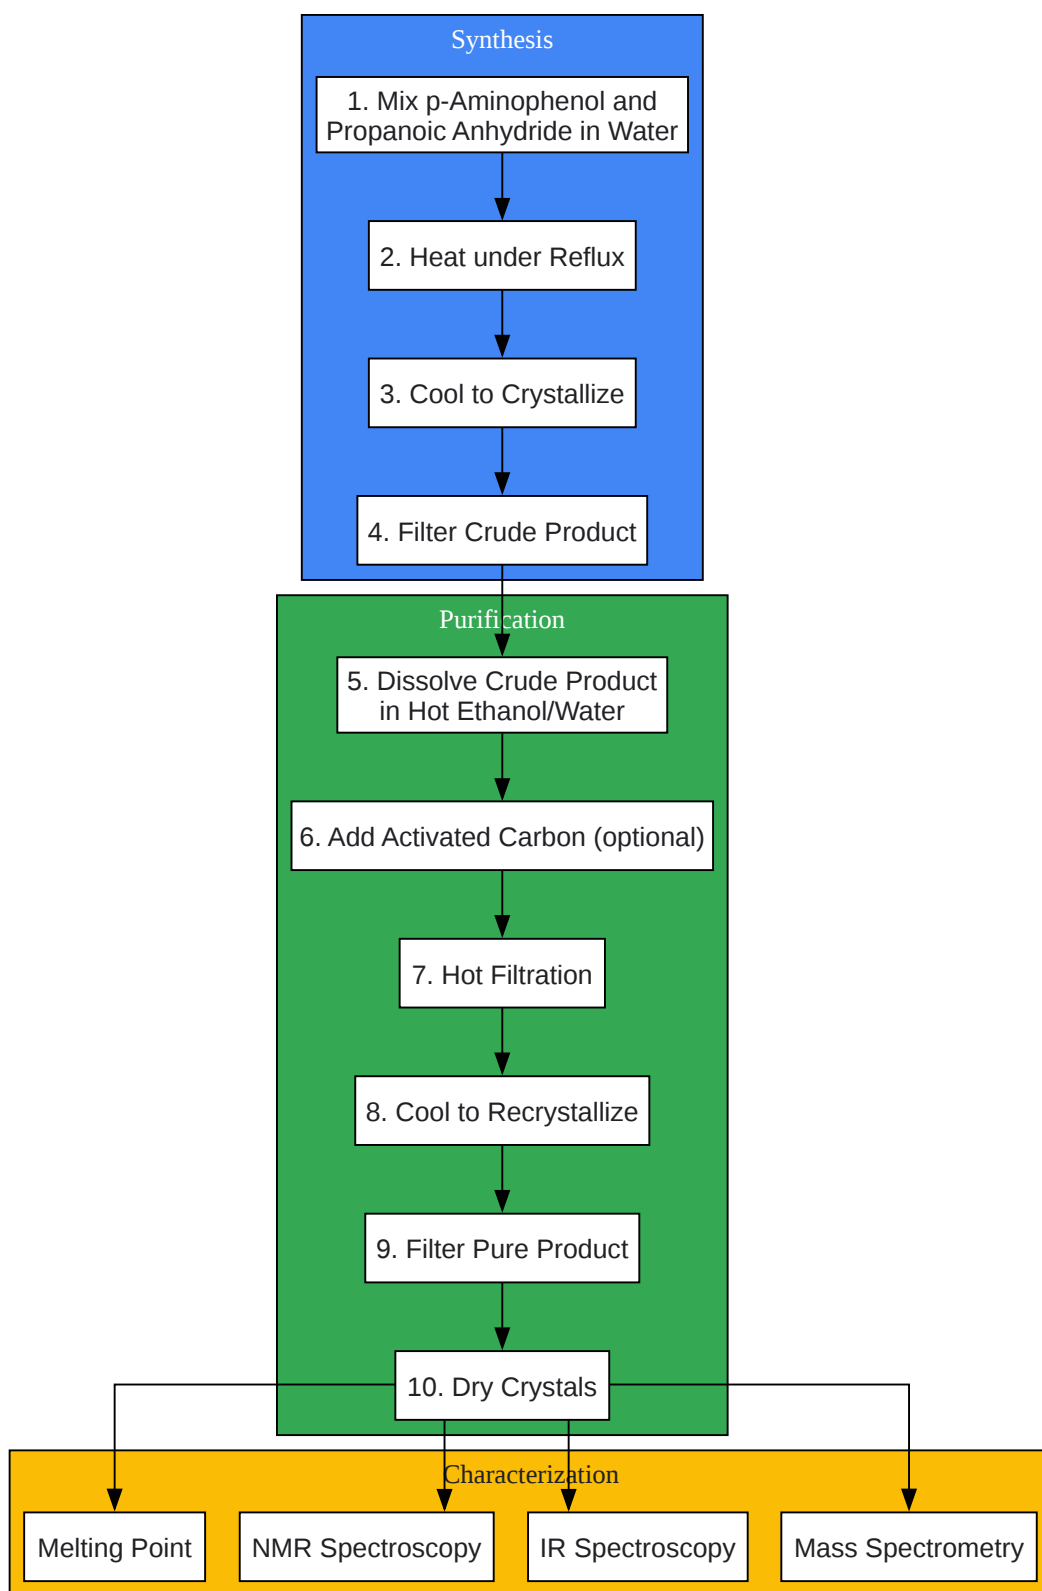 Synthesis
1. Mix p-Aminophenol and
Propanoic Anhydride in Water
2. Heat under Reflux
3. Cool to Crystallize
4. Filter Crude Product
Purification
5. Dissolve Crude Product
in Hot Ethanol/Water
6. Add Activated Carbon (optional)
7. Hot Filtration
8. Cool to Recrystallize
9. Filter Pure Product
10. Dry Crystals
Characterization
Melting Point
NMR Spectroscopy
IR Spectroscopy
Mass Spectrometry